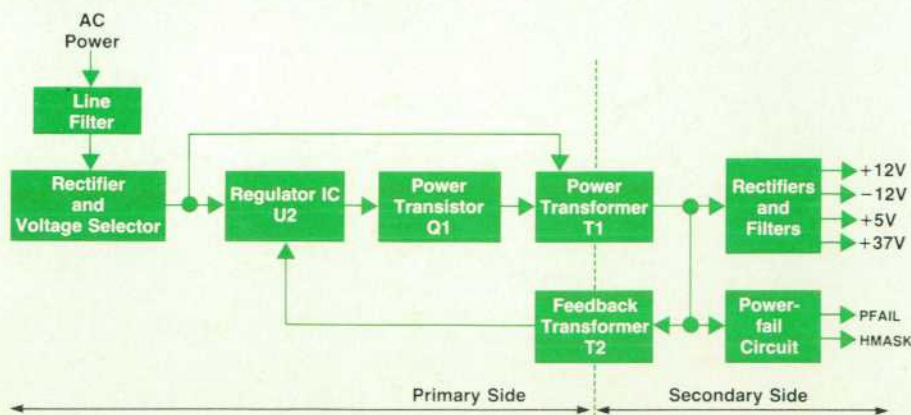 AC
Power
Line
Filter
Rectifier
and
Voltage Selector
Regulator IC
U2
Power
Transistor
Q1
Power
Transformer
T1
Rectifiers
and
Filters
+12V
-12V
+5V
+37V
Feedback
Transformer
T2
Power-
fail
Circuit
PFAIL
HMASK
Primary Side
Secondary Side